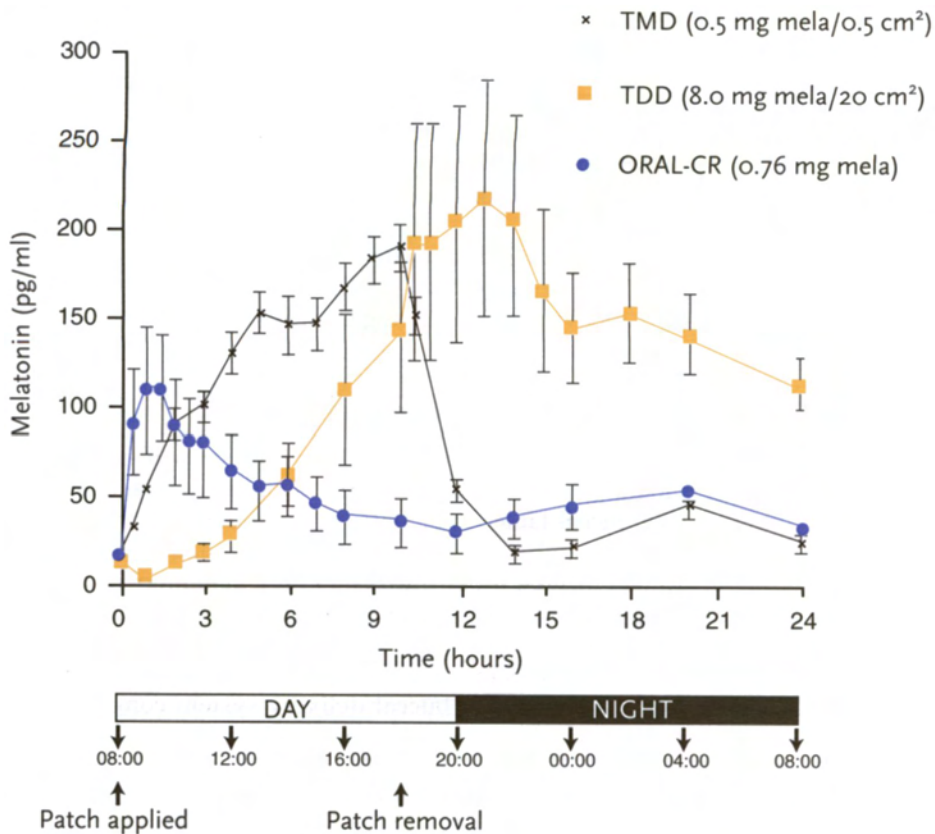 TMD (0.5 mg mela/0.5 cm²)
TDD (8.0 mg mela/20 cm²)
ORAL-CR (0.76 mg mela)
300
250
200
150
100
50
0
Melatonin (pg/ml)
0 3 6 9 12 15 18 21 24
Time (hours)
DAY NIGHT
08:00 12:00 16:00 20:00 00:00 04:00 08:00
Patch applied Patch removal